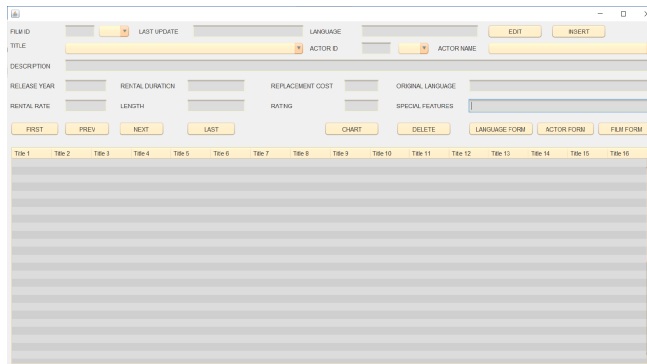 FILM ID LAST UPDATE LANGUAGE EDIT INSERT
TITLE ACTOR ID ACTOR NAME
DESCRIPTION
RELEASE YEAR RENTAL DURATION REPLACEMENT COST ORIGINAL LANGUAGE
RENTAL RATE LENGTH RATING SPECIAL FEATURES
FIRST PREV NEXT LAST CHART DELETE LANGUAGE FORM ACTOR FORM FILM FORM
Title 1 Title 2 Title 3 Title 4 Title 5 Title 6 Title 7 Title 8 Title 9 Title 10 Title 11 Title 12 Title 13 Title 14 Title 15 Title 16